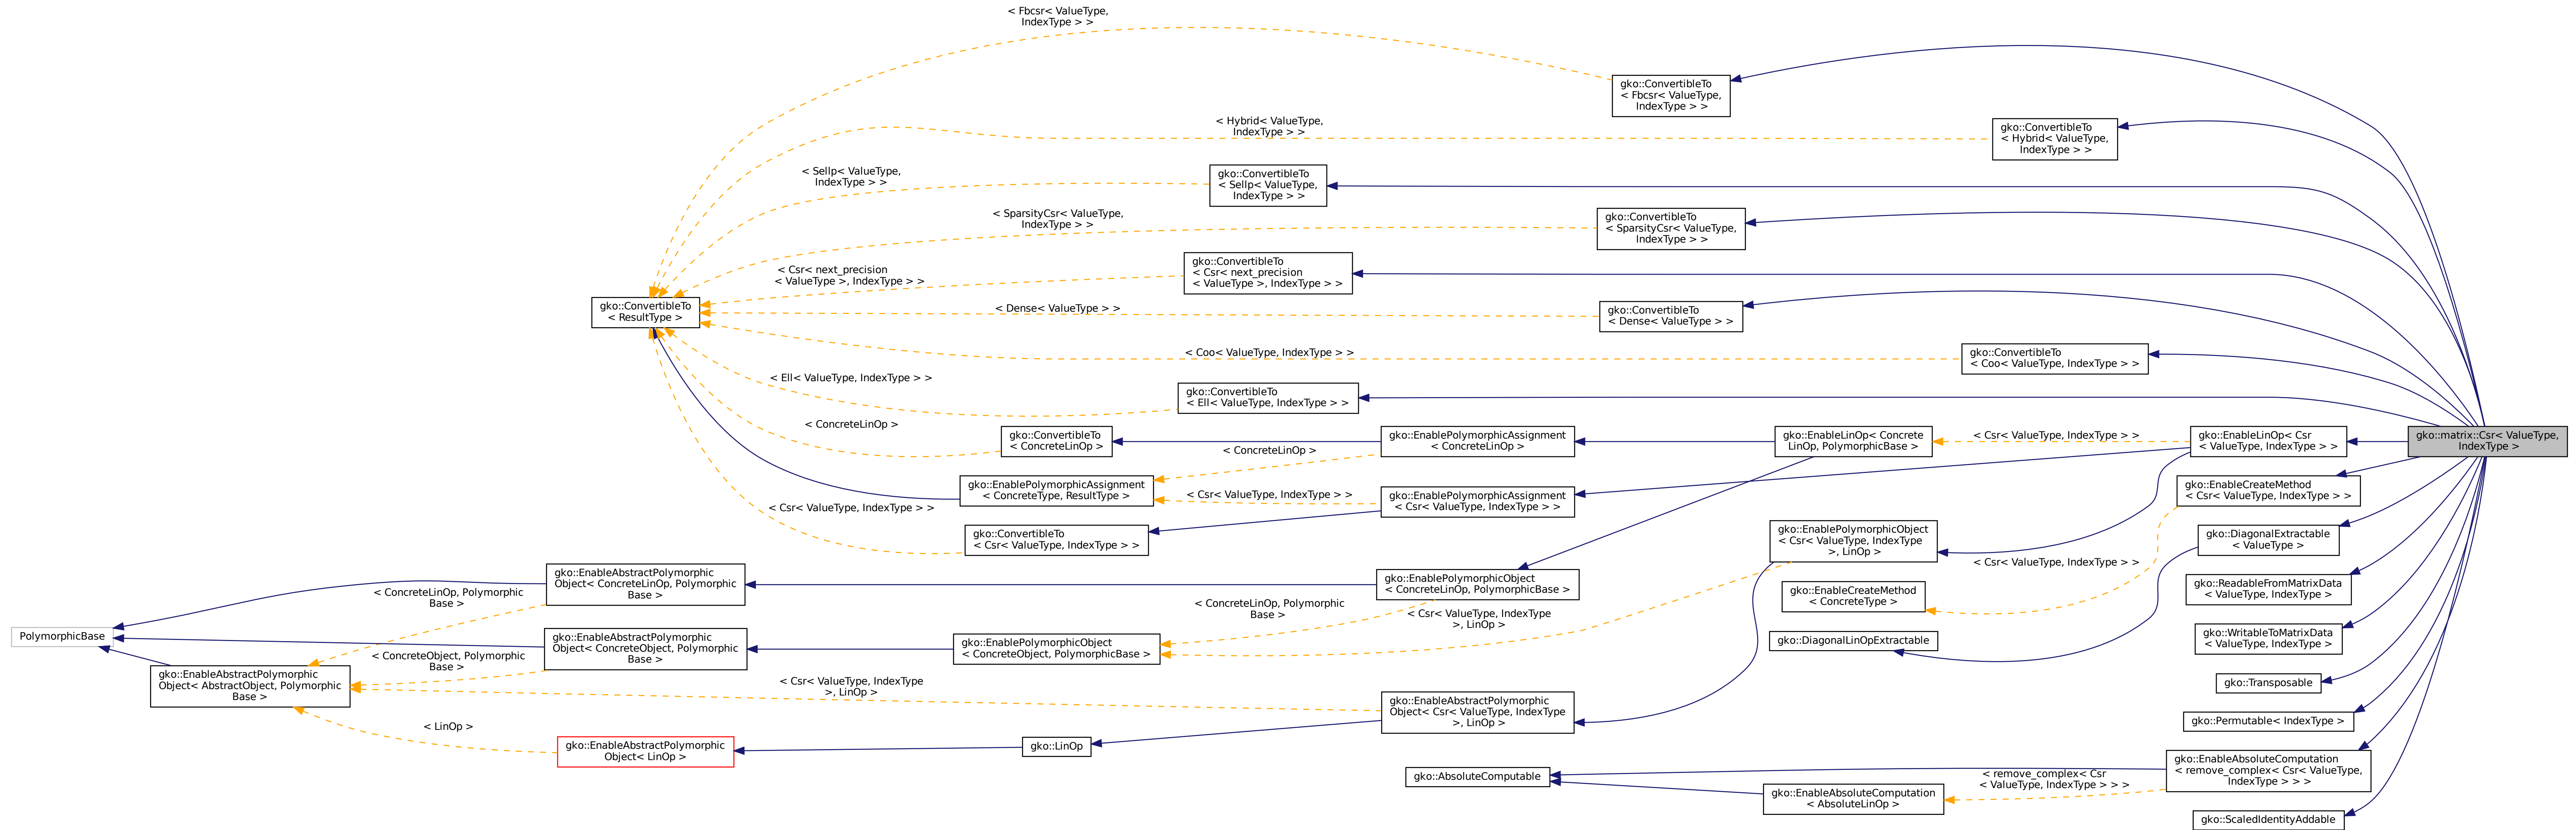 < Fbcsr< ValueType,
IndexType > >
gko::ConvertibleTo
< Fbcsr< ValueType,
IndexType > >
< Hybrid< ValueType,
IndexType > >
gko::ConvertibleTo
< Hybrid< ValueType,
IndexType > >
< Sellp< ValueType,
IndexType > >
gko::ConvertibleTo
< Sellp< ValueType,
IndexType > >
< SparsityCsr< ValueType,
IndexType > >
gko::ConvertibleTo
< SparsityCsr< ValueType,
IndexType > >
< Csr< next_precision
< ValueType >, IndexType > >
gko::ConvertibleTo
< Csr< next_precision
< ValueType >, IndexType > >
gko::ConvertibleTo
< ResultType >
< Dense< ValueType > >
gko::ConvertibleTo
< Dense< ValueType > >
< Coo< ValueType, IndexType > >
gko::ConvertibleTo
< Coo< ValueType, IndexType > >
< Ell< ValueType, IndexType > >
gko::ConvertibleTo
< Ell< ValueType, IndexType > >
< ConcreteLinOp >
gko::ConvertibleTo
< ConcreteLinOp >
gko::EnablePolymorphicAssignment
< ConcreteLinOp >
gko::EnableLinOp< Concrete
LinOp, PolymorphicBase >
< Csr< ValueType, IndexType > >
gko::EnableLinOp< Csr
< ValueType, IndexType > >
gko::matrix::Csr< ValueType,
IndexType >
< ConcreteLinOp >
gko::EnablePolymorphicAssignment
< ConcreteType, ResultType >
< Csr< ValueType, IndexType > >
gko::EnablePolymorphicAssignment
< Csr< ValueType, IndexType > >
gko::EnableCreateMethod
< Csr< ValueType, IndexType > >
< Csr< ValueType, IndexType > >
gko::ConvertibleTo
< Csr< ValueType, IndexType > >
gko::EnablePolymorphicObject
< Csr< ValueType, IndexType
>, LinOp >
gko::DiagonalExtractable
< ValueType >
< Csr< ValueType, IndexType > >
gko::EnableAbstractPolymorphic
Object< ConcreteLinOp, Polymorphic
Base >
gko::EnablePolymorphicObject
< ConcreteLinOp, PolymorphicBase >
gko::EnableCreateMethod
< ConcreteType >
gko::ReadableFromMatrixData
< ValueType, IndexType >
< ConcreteLinOp, Polymorphic
Base >
< ConcreteLinOp, Polymorphic
Base >
< Csr< ValueType, IndexType
>, LinOp >
PolymorphicBase
gko::EnableAbstractPolymorphic
Object< ConcreteObject, Polymorphic
Base >
gko::EnablePolymorphicObject
< ConcreteObject, PolymorphicBase >
gko::DiagonalLinOpExtractable
gko::WritableToMatrixData
< ValueType, IndexType >
< ConcreteObject, Polymorphic
Base >
gko::EnableAbstractPolymorphic
Object< AbstractObject, Polymorphic
Base >
< Csr< ValueType, IndexType
>, LinOp >
gko::EnableAbstractPolymorphic
Object< Csr< ValueType, IndexType
>, LinOp >
gko::Transposable
gko::Permutable< IndexType >
< LinOp >
gko::EnableAbstractPolymorphic
Object< LinOp >
gko::LinOp
gko::AbsoluteComputable
gko::EnableAbsoluteComputation
< remove_complex< Csr< ValueType,
IndexType > > >
< remove_complex< Csr
< ValueType, IndexType > > >
gko::EnableAbsoluteComputation
< AbsoluteLinOp >
gko::ScaledIdentityAddable